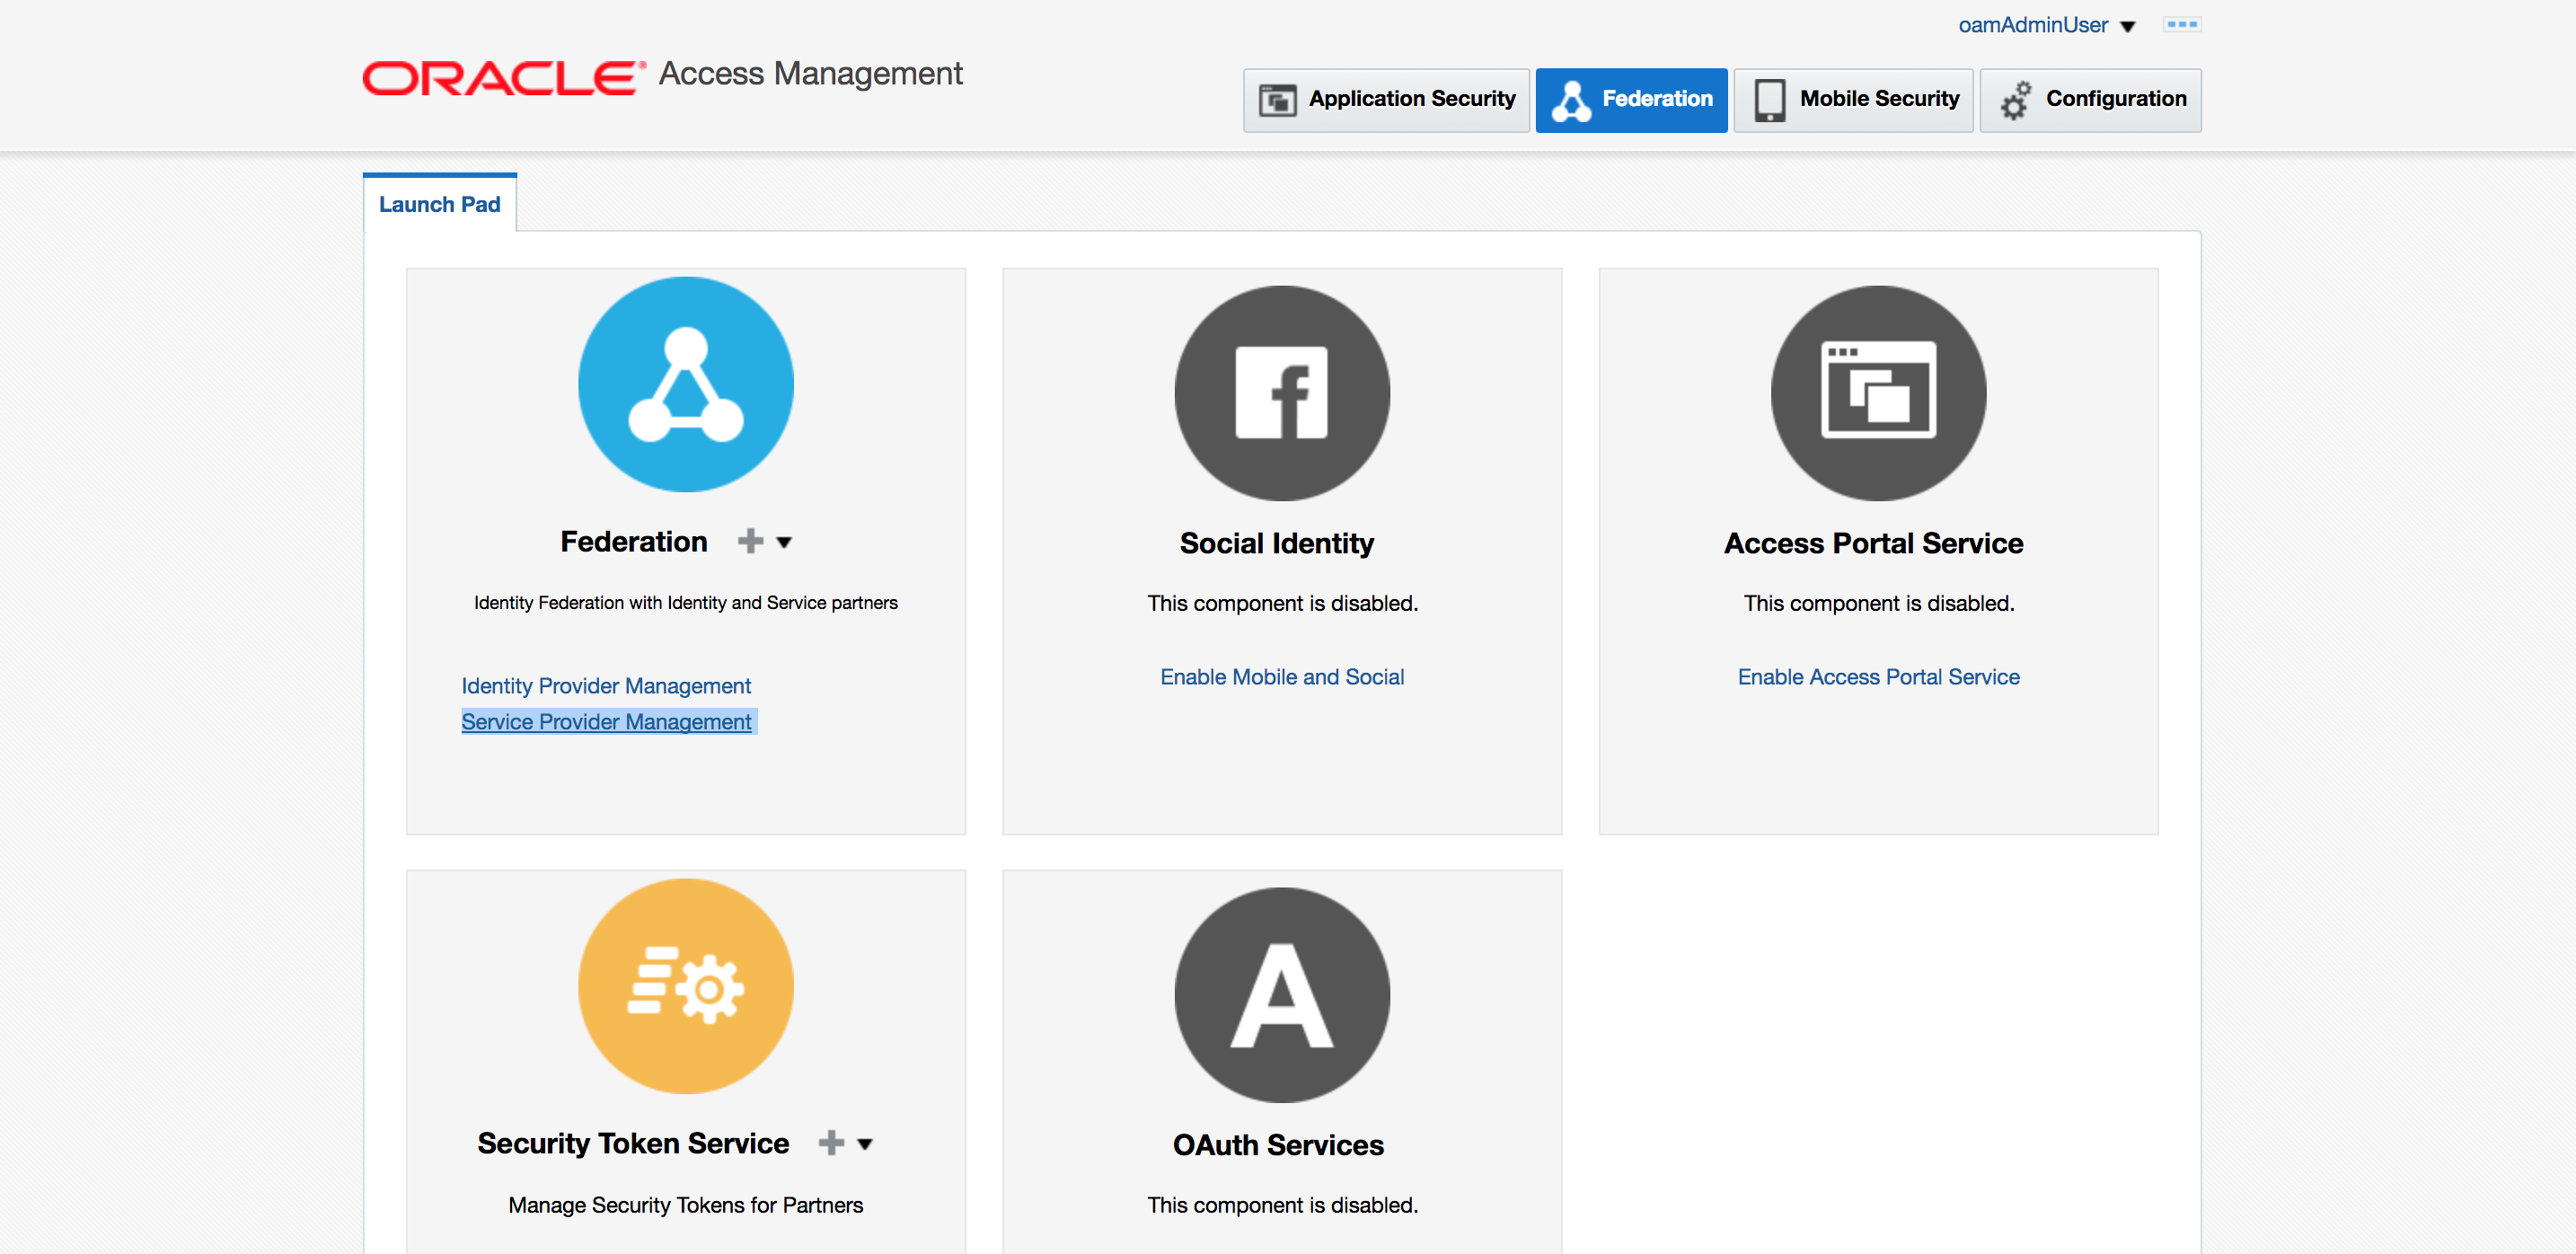 oamAdminUser
ORACLE Access Management
Application Security
Federation
Mobile Security
Configuration
Launch Pad
Federation
Identity Federation with Identity and Service partners
Identity Provider Management
Service Provider Management
Social Identity
This component is disabled.
Enable Mobile and Social
Access Portal Service
This component is disabled.
Enable Access Portal Service
Security Token Service
Manage Security Tokens for Partners
A
OAuth Services
This component is disabled.